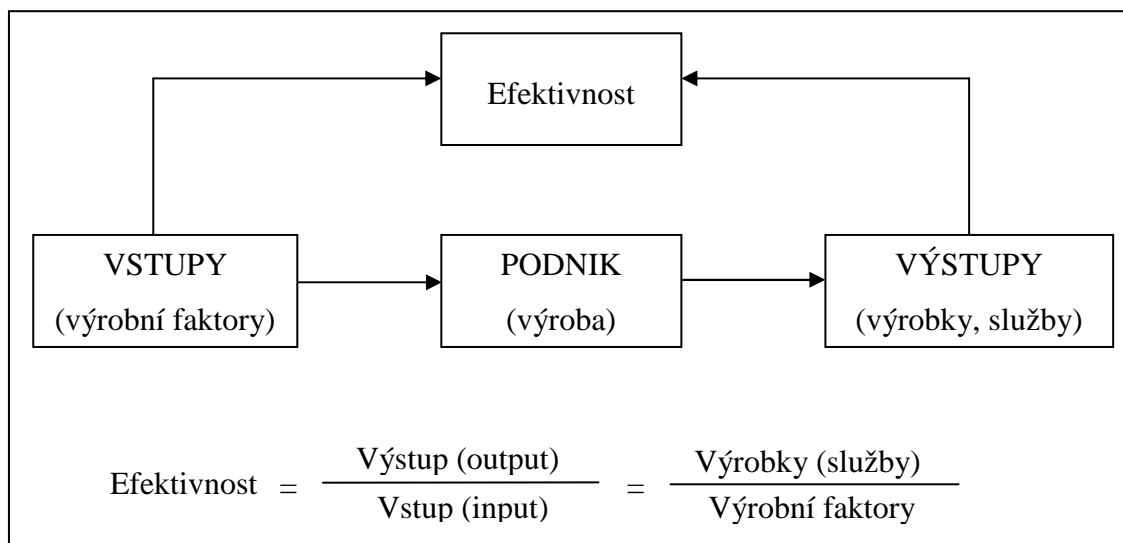 Efektivnost
VSTUPY
(výrobní faktory)
PODNIK
(výroba)
VÝSTUPY
(výrobky, služby)
Efektivnost = Výstup (output) = Výrobky (služby)
Vstup (input) Výrobní faktory